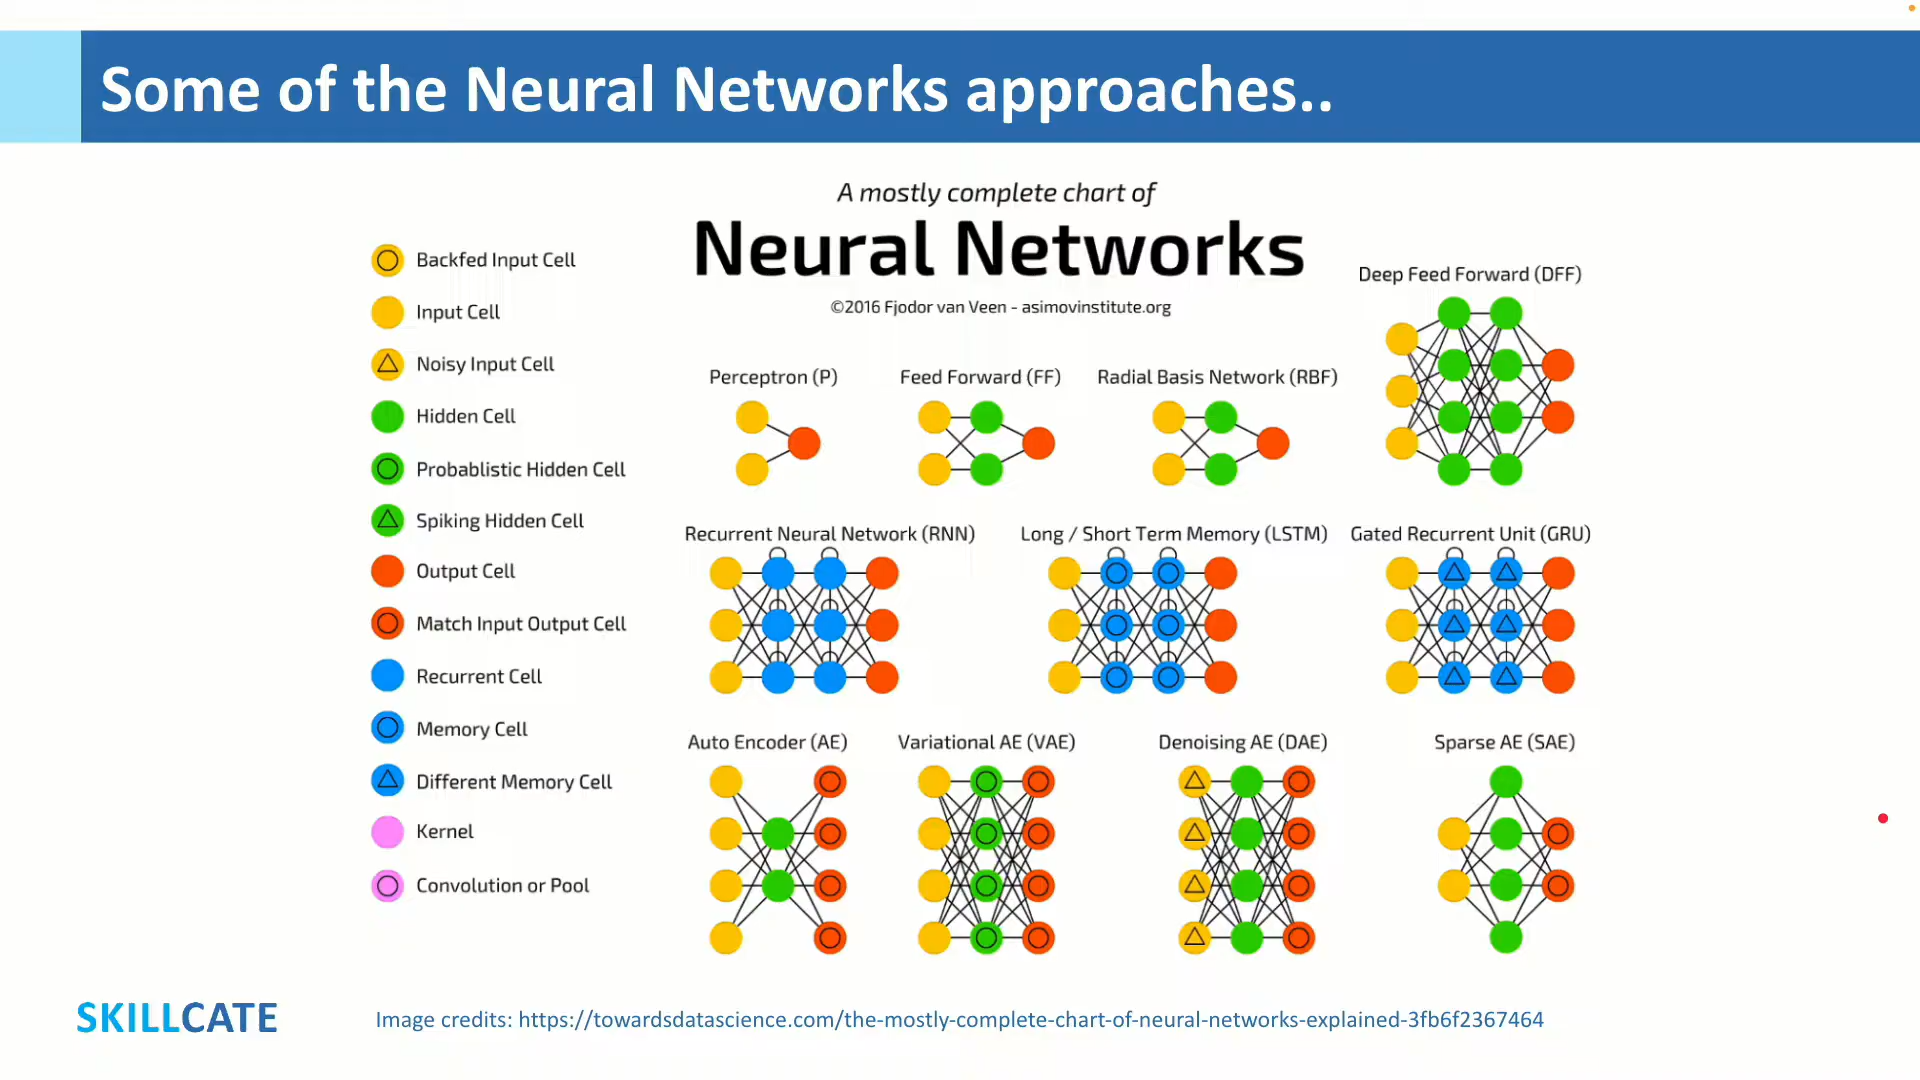 Some of the Neural Networks approaches..
A mostly complete chart of
Neural Networks
©2016 Fjodor van Veen - asimovinstitute.org
Backfed Input Cell
Input Cell
Noisy Input Cell
Hidden Cell
Probablistic Hidden Cell
Spiking Hidden Cell
Output Cell
Match Input Output Cell
Recurrent Cell
Memory Cell
Different Memory Cell
Kernel
Convolution or Pool
Deep Feed Forward (DFF)
Perceptron (P)
Feed Forward (FF)
Radial Basis Network (RBF)
Recurrent Neural Network (RNN)
Long / Short Term Memory (LSTM)
Gated Recurrent Unit (GRU)
Auto Encoder (AE)
Variational AE (VAE)
Denoising AE (DAE)
Sparse AE (SAE)
SKILLCATE
Image credits: https://towardsdatascience.com/the-mostly-complete-chart-of-neural-networks-explained-3fb6f2367464